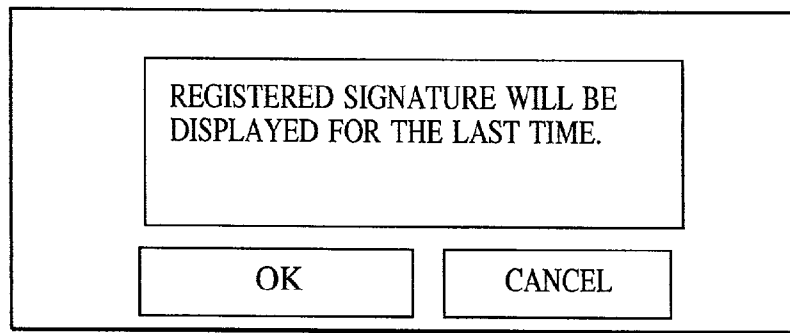 REGISTERED SIGNATURE WILL BE
DISPLAYED FOR THE LAST TIME.
OK
CANCEL